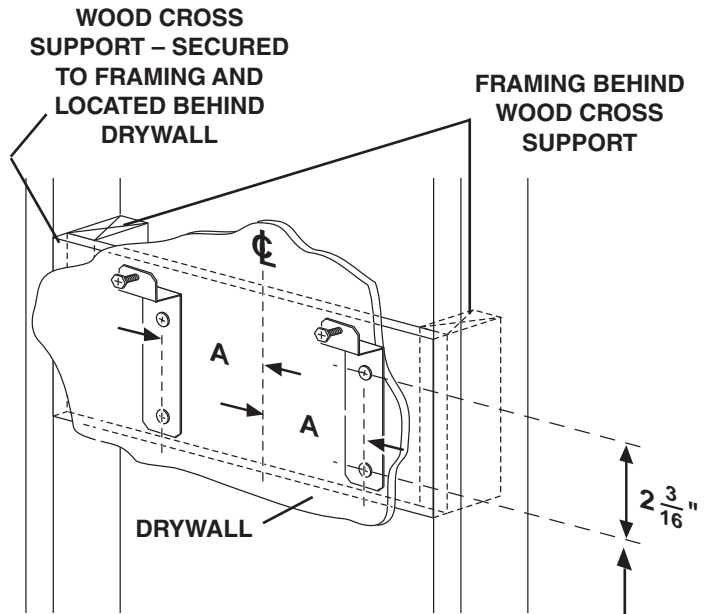 WOOD CROSS
SUPPORT – SECURED
TO FRAMING AND
LOCATED BEHIND
DRYWALL
FRAMING BEHIND
WOOD CROSS
SUPPORT
℄
A
A
DRYWALL
2 3/16"